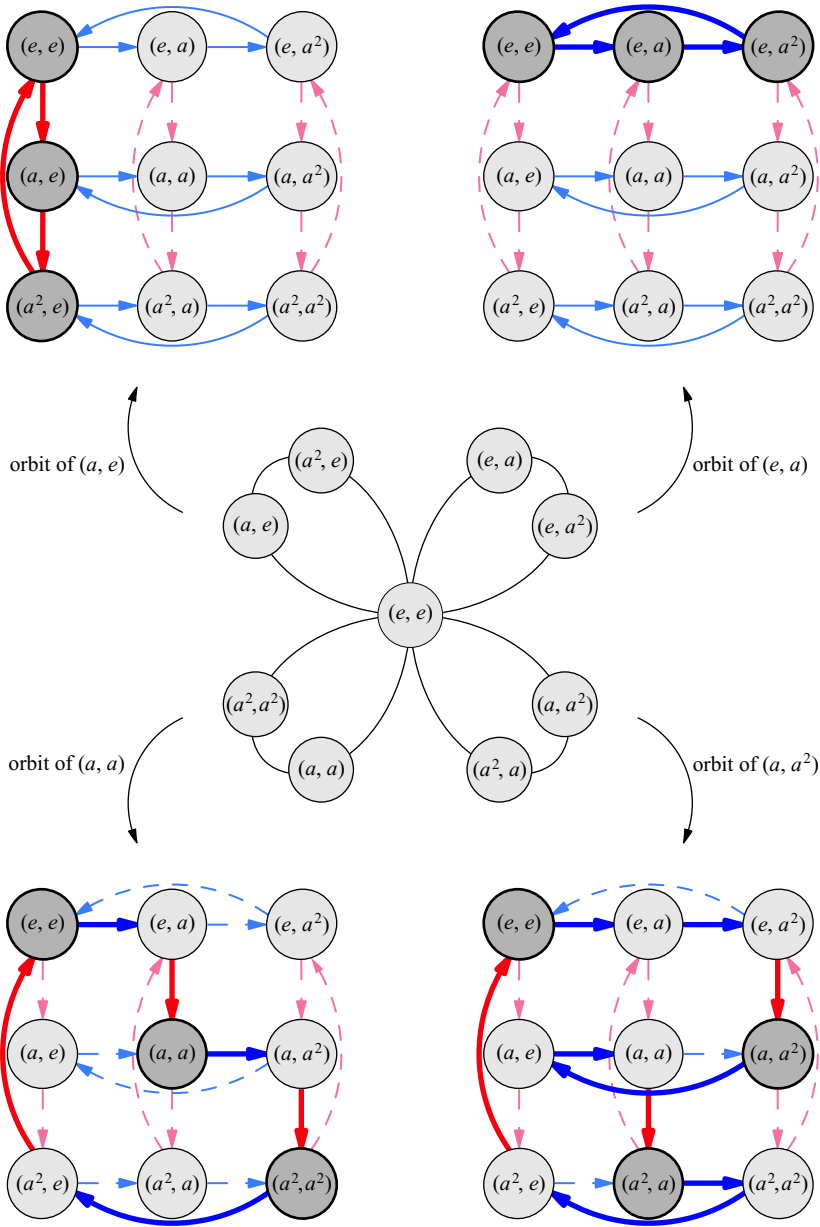 (e, e) (e, a) (e, a²) (e, e) (e, a) (e, a²)
(a, e) (a, a) (a, a²) (a, e) (a, a) (a, a²)
(a², e) (a², a) (a²,a²) (a², e) (a², a) (a²,a²)
orbit of (a, e) (a², e) (e, a) orbit of (e, a)
(a, e) (e, a²)
(e, e)
(a²,a²) (a, a²)
orbit of (a, a) (a, a) (a², a) orbit of (a, a²)
(e, e) (e, a) (e, a²) (e, e) (e, a) (e, a²)
(a, e) (a, a) (a, a²) (a, e) (a, a) (a, a²)
(a², e) (a², a) (a²,a²) (a², e) (a², a) (a²,a²)